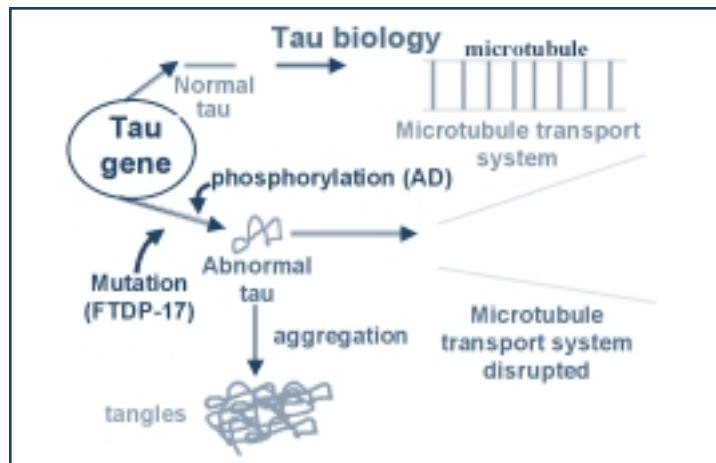 Tau biology
microtubule
Normal
tau
Microtubule transport
system
Tau
gene
phosphorylation (AD)
Abnormal
tau
Mutation
(FTDP-17)
Microtubule
transport system
disrupted
aggregation
tangles